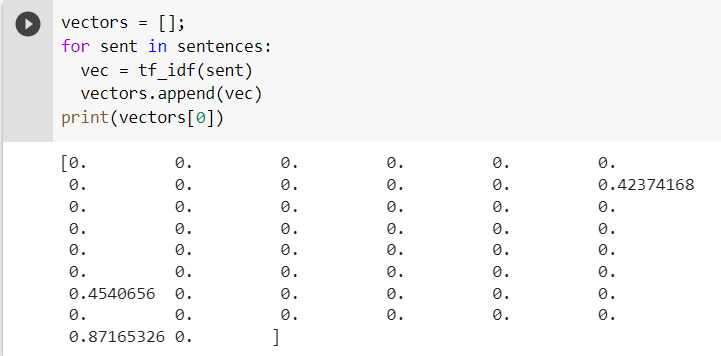 vectors = [];
for sent in sentences:
  vec = tf_idf(sent)
  vectors.append(vec)
print(vectors[0])
[0. 0. 0. 0. 0. 0.
0. 0. 0. 0. 0. 0.42374168
0. 0. 0. 0. 0. 0.
0. 0. 0. 0. 0. 0.
0. 0. 0. 0. 0. 0.
0. 0. 0. 0. 0. 0.
0.4540656 0. 0. 0. 0. 0.
0. 0. 0. 0. 0. 0.
0.87165326 0. ]